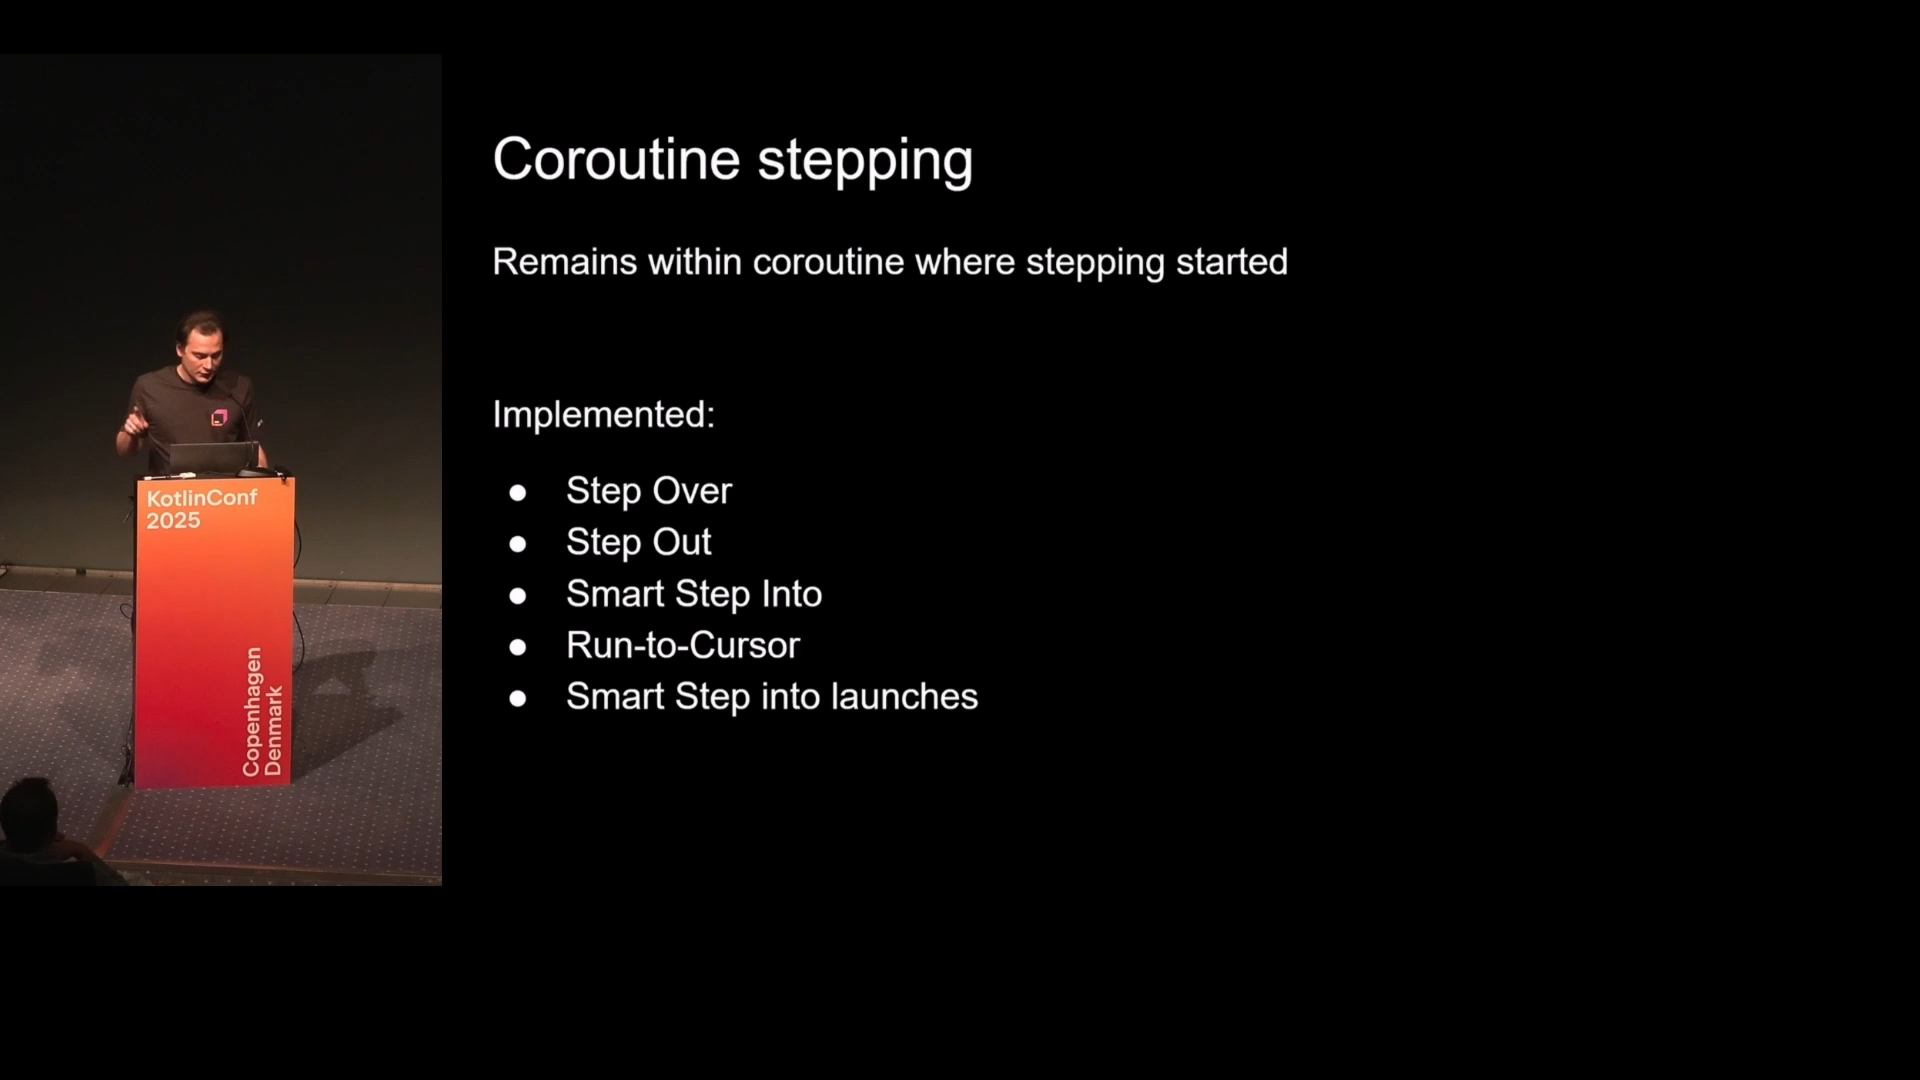 Coroutine stepping
Remains within coroutine where stepping started
Implemented:
● Step Over
● Step Out
● Smart Step Into
● Run-to-Cursor
● Smart Step into launches
KotlinConf
2025
Copenhagen
Denmark